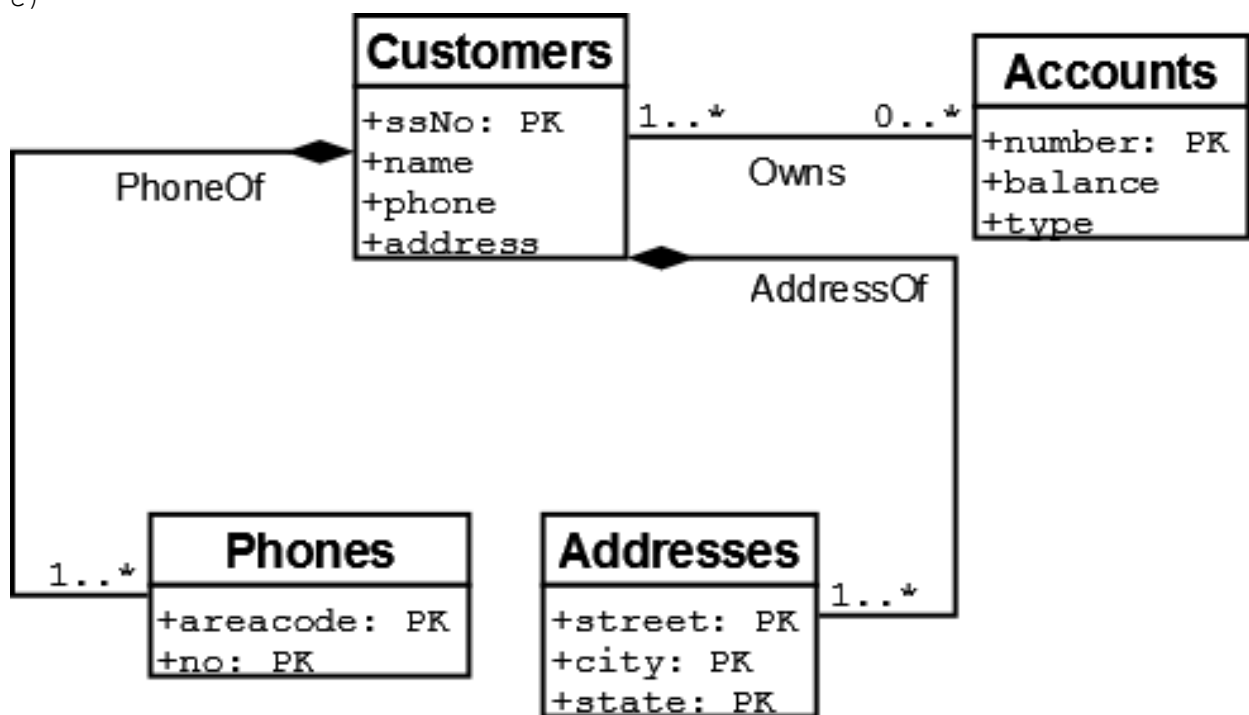 c)
Customers
+ssNo: PK
+name
+phone
+address
Accounts
+number: PK
+balance
+type
1..*
0..*
Owns
PhoneOf
AddressOf
Phones
+areacode: PK
+no: PK
1..*
Addresses
+street: PK
+city: PK
+state: PK
1..*